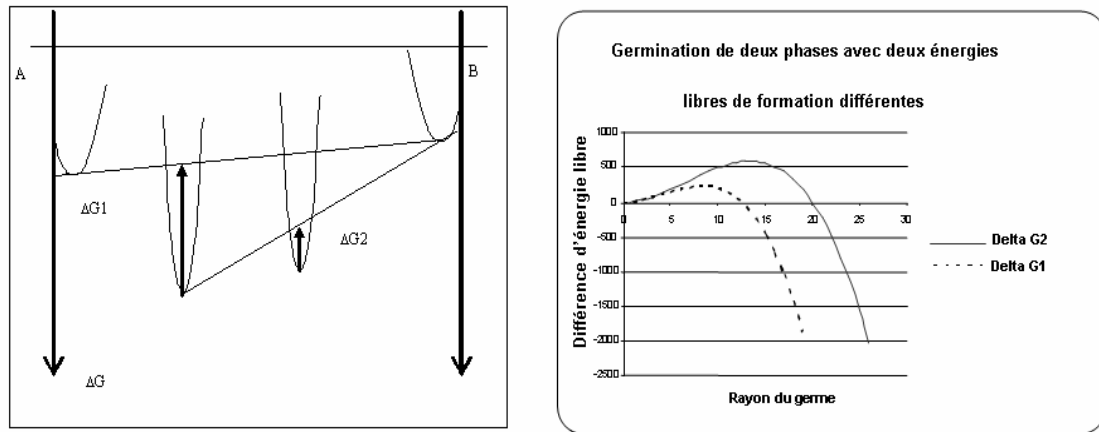 A
B
ΔG1
ΔG2
ΔG
Germination de deux phases avec deux énergies
libres de formation différentes
Différence d'énergie libre
1000
500
0
-500
-1000
-1500
-2000
-2500
0 5 10 15 20 25 30
Rayon du germe
Delta G2
Delta G1